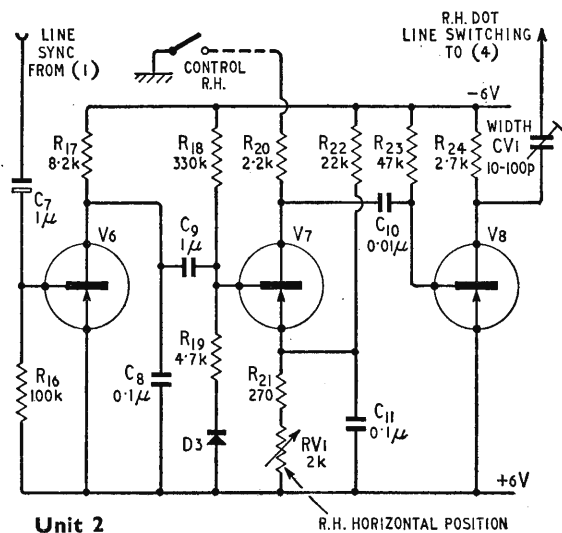 LINE
SYNC
FROM (1)
CONTROL
R.H.
R.H. DOT
LINE SWITCHING
TO (4)
-6V
R17
8·2k
R18
330k
R20
2·2k
R22
22k
R23
47k
R24
2·7k
WIDTH
CV1
10-100p
C7
1μ
V6
C9
1μ
V7
C10
0·01μ
V8
R16
100k
C8
0·1μ
R19
4·7k
D3
R21
270
RV1
2k
C11
0·1μ
+6V
Unit 2
R.H. HORIZONTAL POSITION